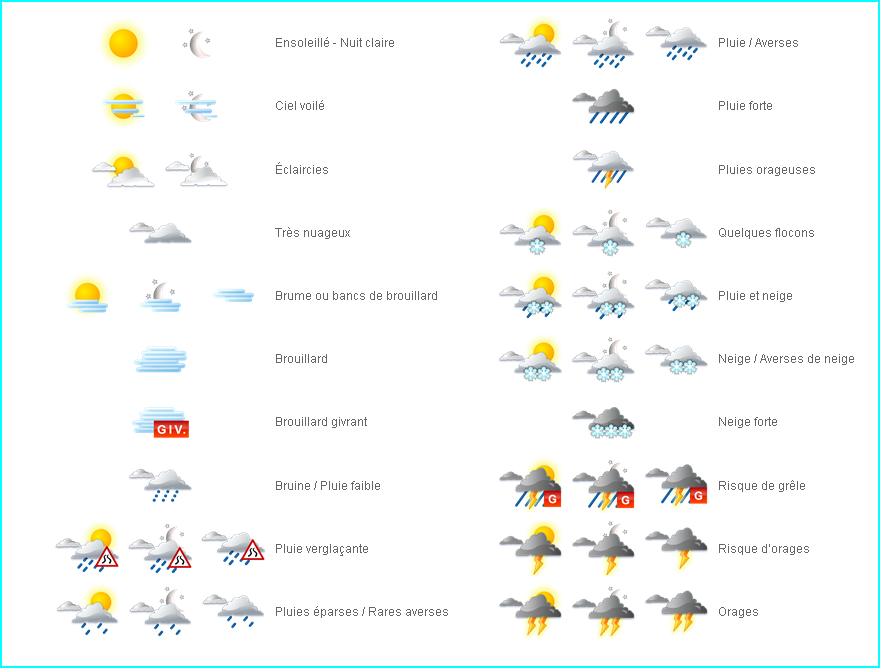 Ensoleillé - Nuit claire
Ciel voilé
Éclaircies
Très nuageux
Brume ou bancs de brouillard
Brouillard
GIV.
Brouillard givrant
Bruine / Pluie faible
Pluie verglaçante
Pluies éparses / Rares averses
Pluie / Averses
Pluie forte
Pluies orageuses
Quelques flocons
Pluie et neige
Neige / Averses de neige
Neige forte
G G G Risque de grêle
Risque d'orages
Orages